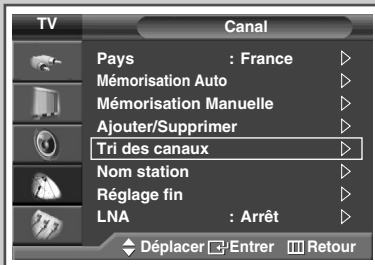 TV
Canal
Pays : France
Mémorisation Auto
Mémorisation Manuelle
Ajouter/Supprimer
Tri des canaux
Nom station
Réglage fin
LNA : Arrêt
Déplacer Entrer Retour